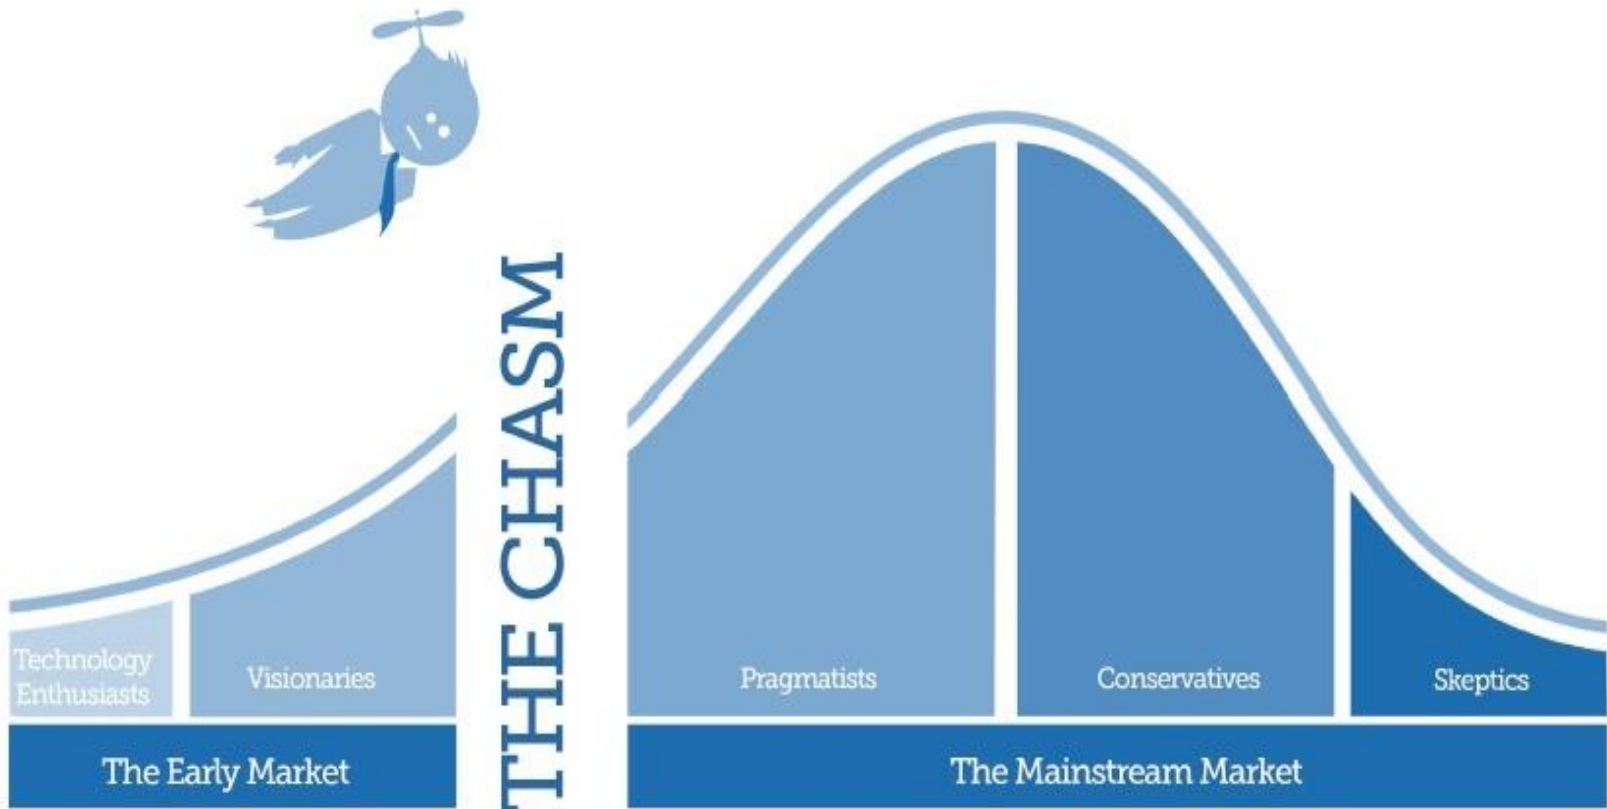 THE CHASM
Technology
Enthusiasts
Visionaries
Pragmatists
Conservatives
Skeptics
The Early Market
The Mainstream Market